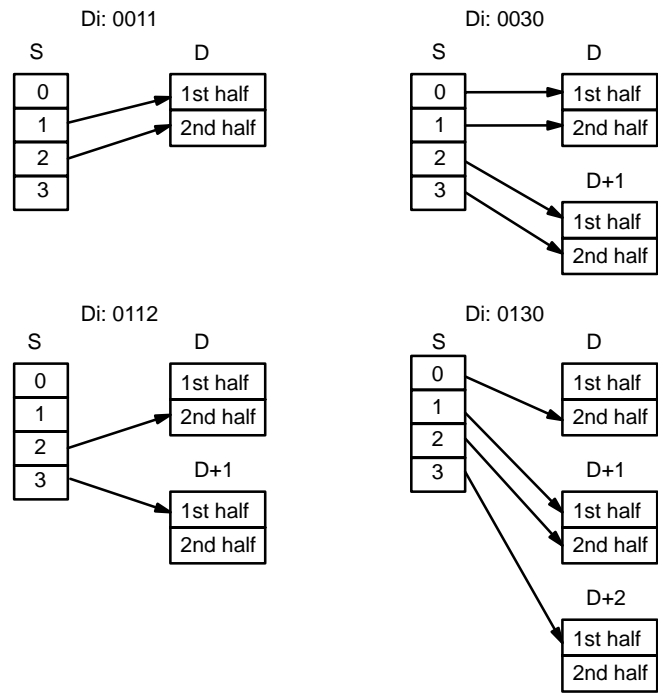 Di: 0011
S D
0
1
2
3
1st half
2nd half
Di: 0030
S D
0
1
2
3
1st half
2nd half
D+1
1st half
2nd half
Di: 0112
S D
0
1
2
3
1st half
2nd half
D+1
1st half
2nd half
Di: 0130
S D
0
1
2
3
1st half
2nd half
D+1
1st half
2nd half
D+2
1st half
2nd half